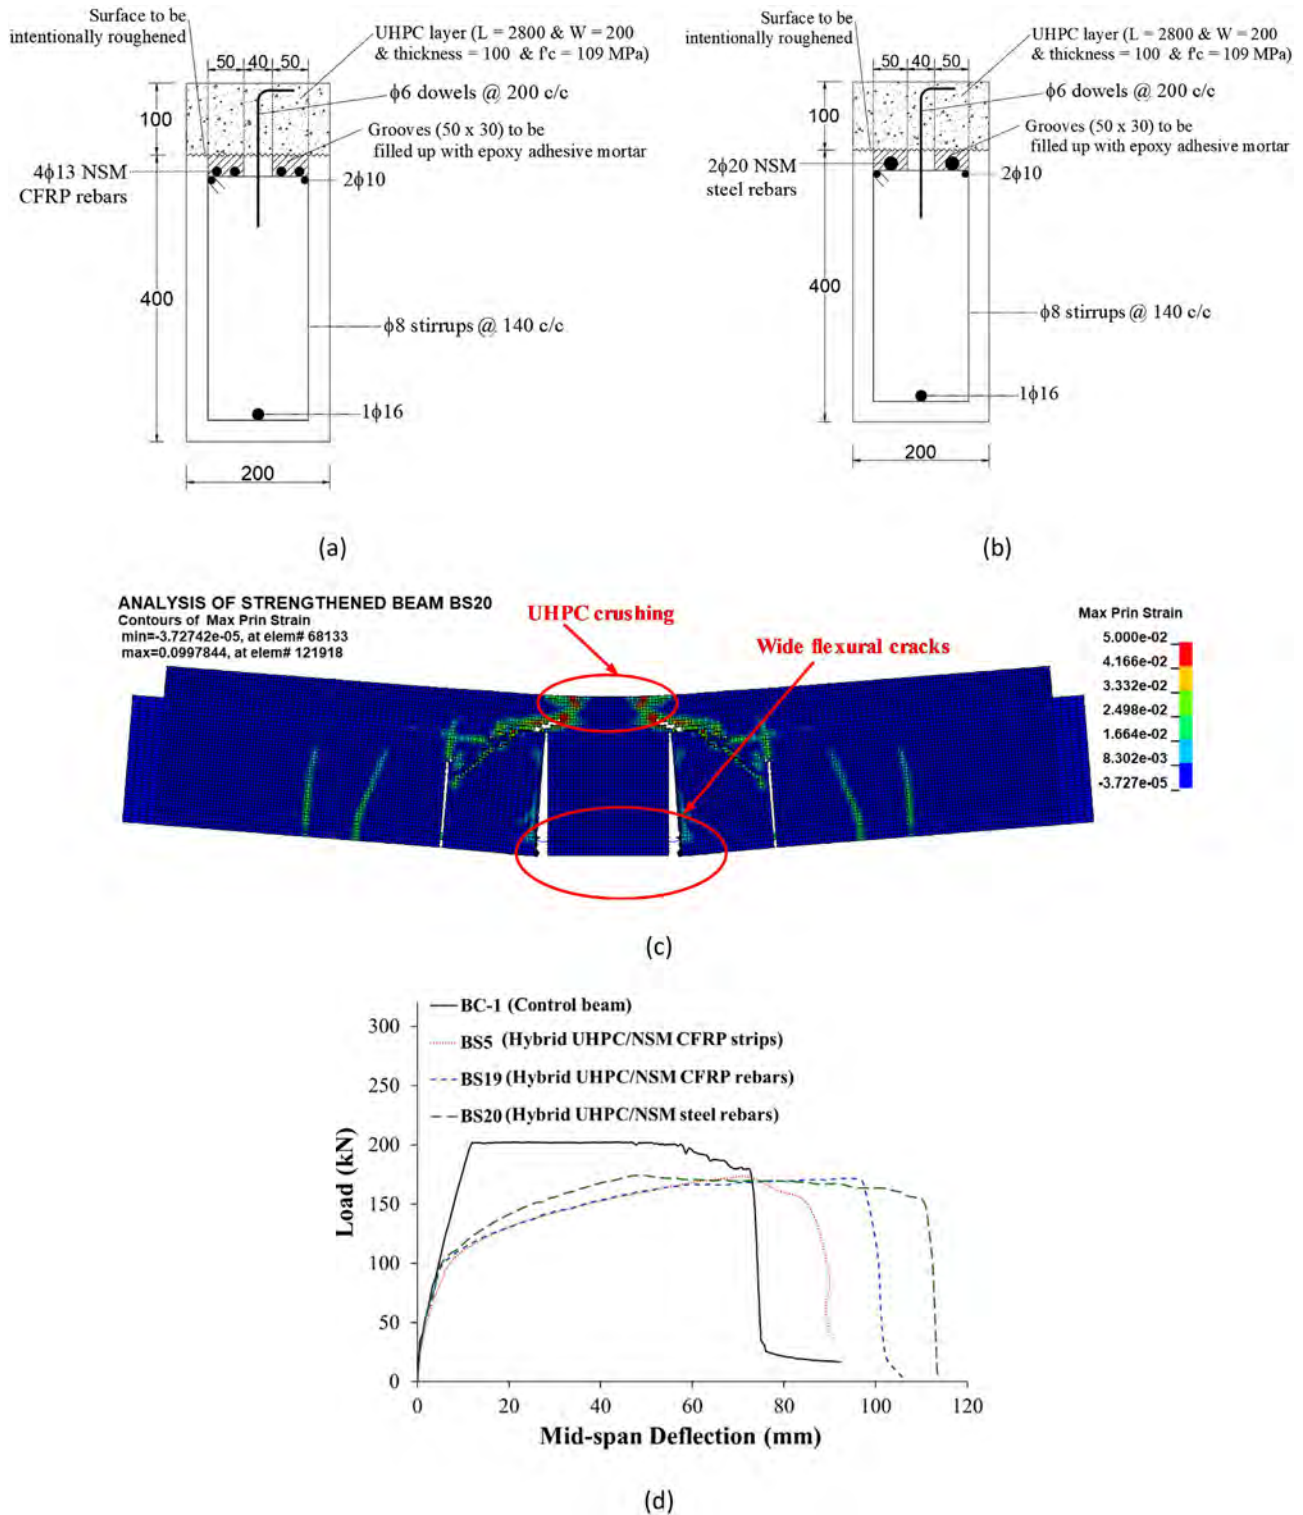 Surface to be
intentionally roughened
UHPC layer (L = 2800 & W = 200
& thickness = 100 & f'c = 109 MPa)
50 40 50
ϕ6 dowels @ 200 c/c
100
Grooves (50 x 30) to be
filled up with epoxy adhesive mortar
4ϕ13 NSM
CFRP rebars
2ϕ10
400
ϕ8 stirrups @ 140 c/c
1ϕ16
200
(a)
Surface to be
intentionally roughened
UHPC layer (L = 2800 & W = 200
& thickness = 100 & f'c = 109 MPa)
50 40 50
ϕ6 dowels @ 200 c/c
100
Grooves (50 x 30) to be
filled up with epoxy adhesive mortar
2ϕ20 NSM
steel rebars
2ϕ10
400
ϕ8 stirrups @ 140 c/c
1ϕ16
200
(b)
ANALYSIS OF STRENGTHENED BEAM BS20
Contours of Max Prin Strain
min=-3.72742e-05, at elem# 68133
max=0.0997844, at elem# 121918
UHPC crushing
Wide flexural cracks
Max Prin Strain
5.000e-02
4.166e-02
3.332e-02
2.498e-02
1.664e-02
8.302e-03
-3.727e-05
(c)
BC-1 (Control beam)
BS5 (Hybrid UHPC/NSM CFRP strips)
BS19 (Hybrid UHPC/NSM CFRP rebars)
BS20 (Hybrid UHPC/NSM steel rebars)
300
250
200
150
100
50
0
Load (kN)
0 20 40 60 80 100 120
Mid-span Deflection (mm)
(d)